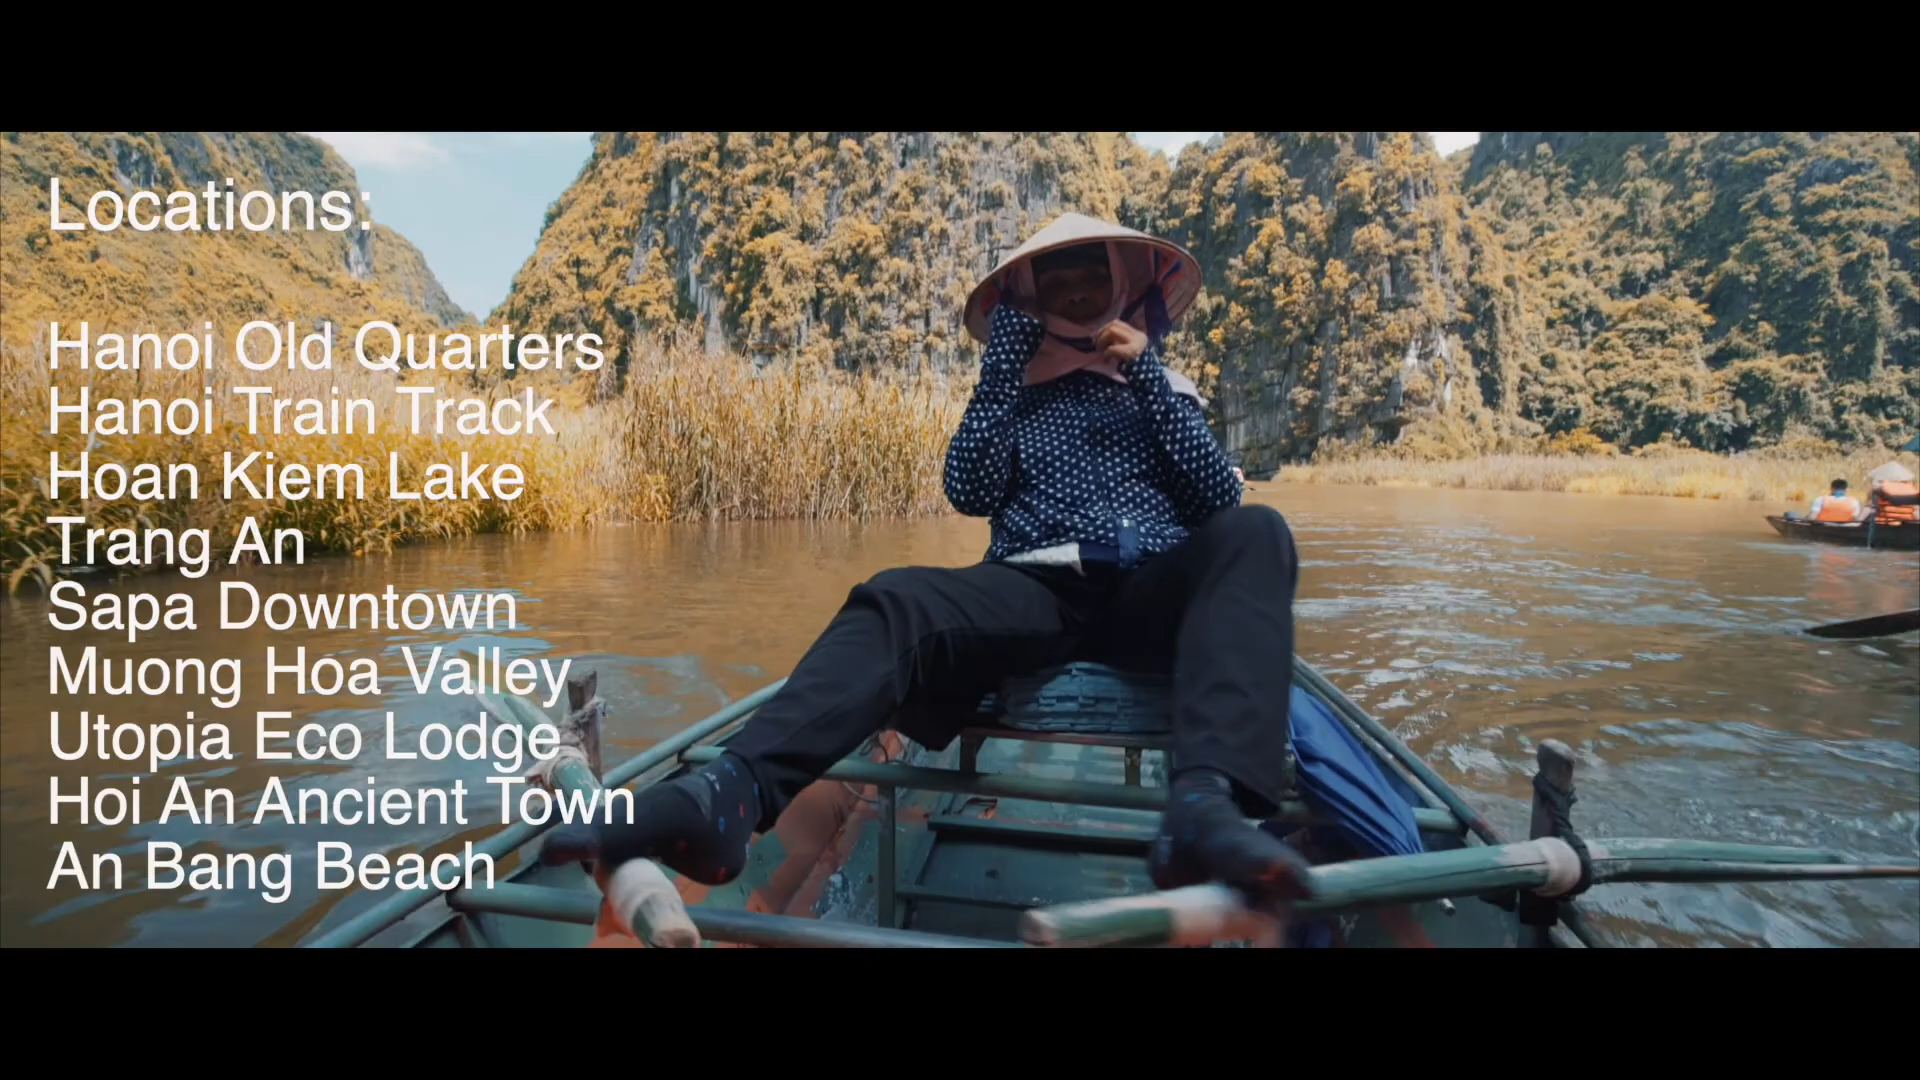 Locations:
Hanoi Old Quarters
Hanoi Train Track
Hoan Kiem Lake
Trang An
Sapa Downtown
Muong Hoa Valley
Utopia Eco Lodge
Hoi An Ancient Town
An Bang Beach